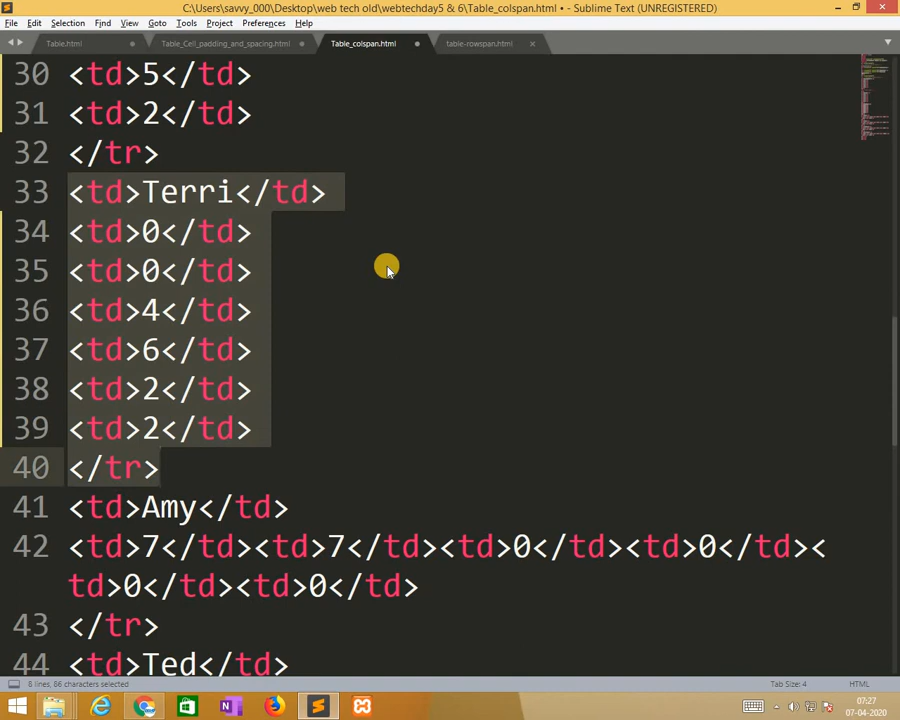 C:\Users\savvy_000\Desktop\web tech old\webtechday5 & 6\Table_colspan.html • - Sublime Text (UNREGISTERED)
File Edit Selection Find View Goto Tools Project Preferences Help
Table.html Table_Cell_padding_and_spacing.html Table_colspan.html table-rowspan.html
30 <td>5</td>
31 <td>2</td>
32 </tr>
33 <td>Terri</td>
34 <td>0</td>
35 <td>0</td>
36 <td>4</td>
37 <td>6</td>
38 <td>2</td>
39 <td>2</td>
40 </tr>
41 <td>Amy</td>
42 <td>7</td><td>7</td><td>0</td><td>0</td><
td>0</td><td>0</td>
43 </tr>
44 <td>Ted</td>
8 lines, 86 characters selected Tab Size: 4 HTML
07:27
07-04-2020